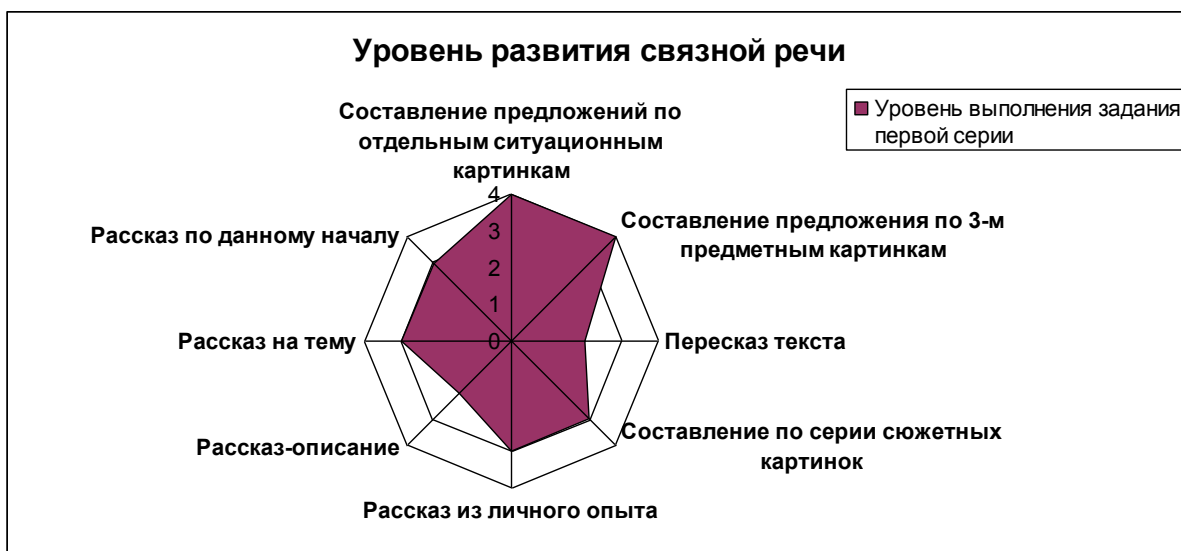 Уровень развития связной речи
Уровень выполнения задания
первой серии
Составление предложений по
отдельным ситуационным
картинкам
Составление предложения по 3-м
предметным картинкам
Пересказ текста
Составление по серии сюжетных
картинок
Рассказ из личного опыта
Рассказ-описание
Рассказ на тему
Рассказ по данному началу
4
3
2
1
0